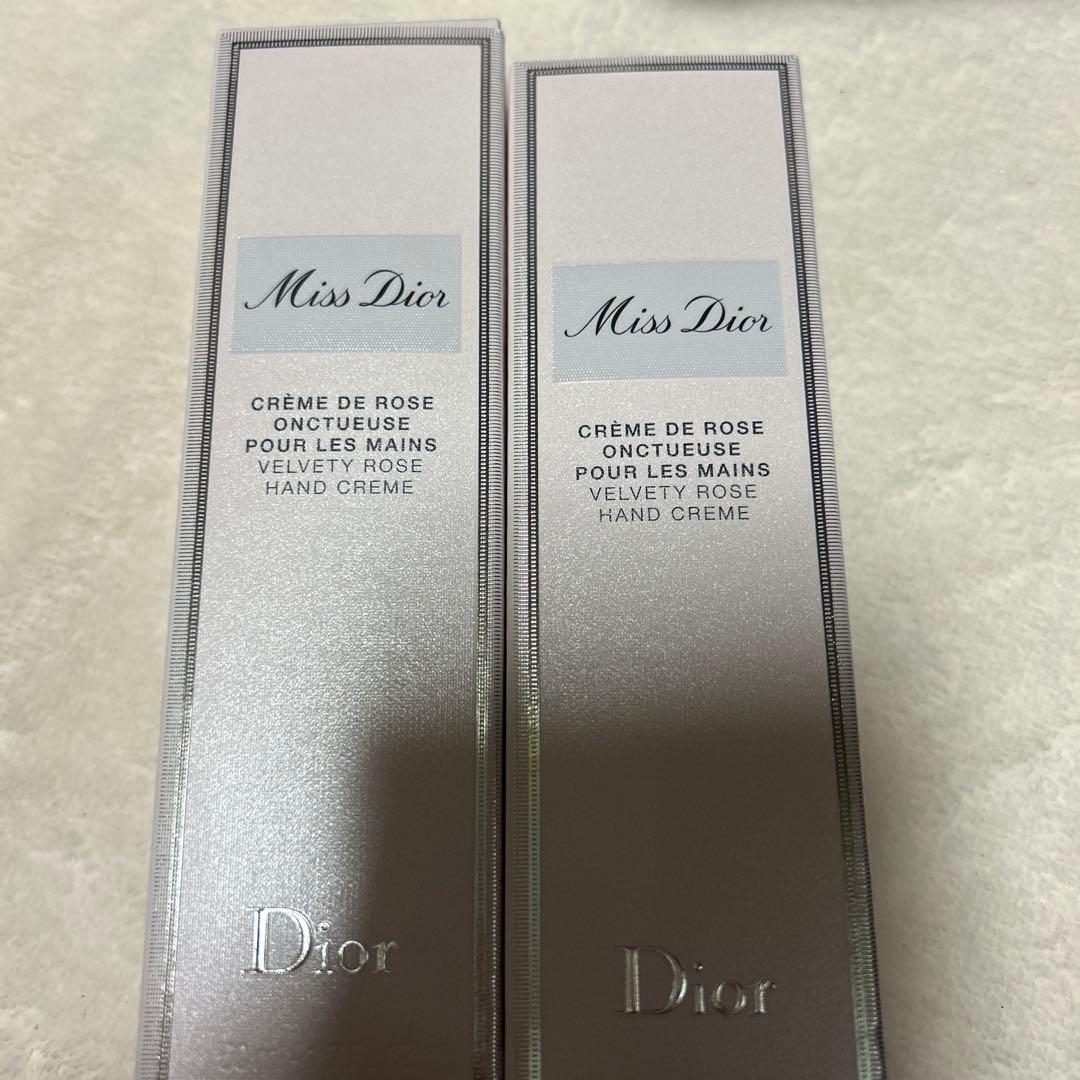 Miss Dior
CRÈME DE ROSE
ONCTUEUSE
POUR LES MAINS
VELVETY ROSE
HAND CREME
Dior
Miss Dior
CRÈME DE ROSE
ONCTUEUSE
POUR LES MAINS
VELVETY ROSE
HAND CREME
Dior